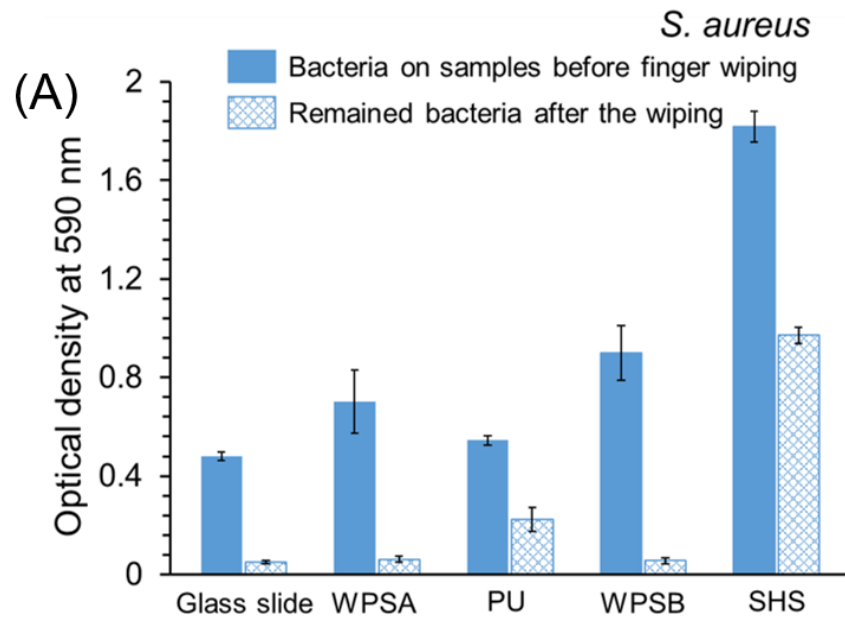 S. aureus
(A)
Bacteria on samples before finger wiping
Remained bacteria after the wiping
Optical density at 590 nm
2
1.6
1.2
0.8
0.4
0
Glass slide WPSA PU WPSB SHS